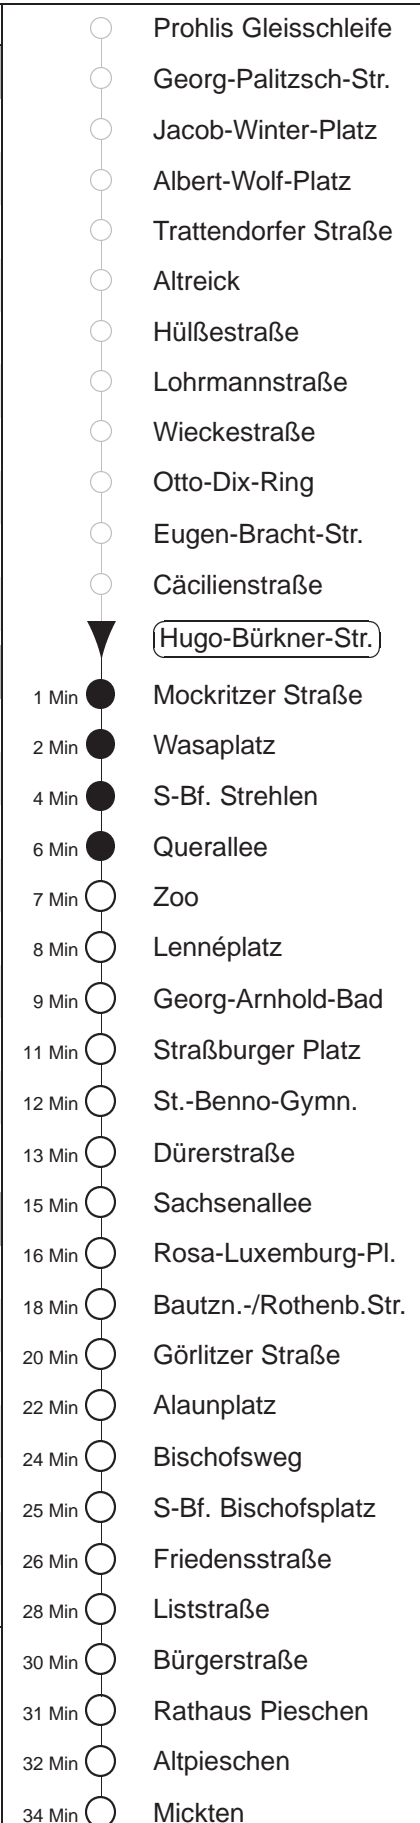 Prohlis Gleisschleife
Georg-Palitzsch-Str.
Jacob-Winter-Platz
Albert-Wolf-Platz
Trattendorfer Straße
Altreick
Hülßestraße
Lohrmannstraße
Wieckestraße
Otto-Dix-Ring
Eugen-Bracht-Str.
Cäcilienstraße
Hugo-Bürkner-Str.
1 Min Mockritzer Straße
2 Min Wasaplatz
4 Min S-Bf. Strehlen
6 Min Querallee
7 Min Zoo
8 Min Lennéplatz
9 Min Georg-Arnhold-Bad
11 Min Straßburger Platz
12 Min St.-Benno-Gymn.
13 Min Dürerstraße
15 Min Sachsenallee
16 Min Rosa-Luxemburg-Pl.
18 Min Bautzn.-/Rothenb.Str.
20 Min Görlitzer Straße
22 Min Alaunplatz
24 Min Bischofsweg
25 Min S-Bf. Bischofsplatz
26 Min Friedensstraße
28 Min Liststraße
30 Min Bürgerstraße
31 Min Rathaus Pieschen
32 Min Altpieschen
34 Min Mickten